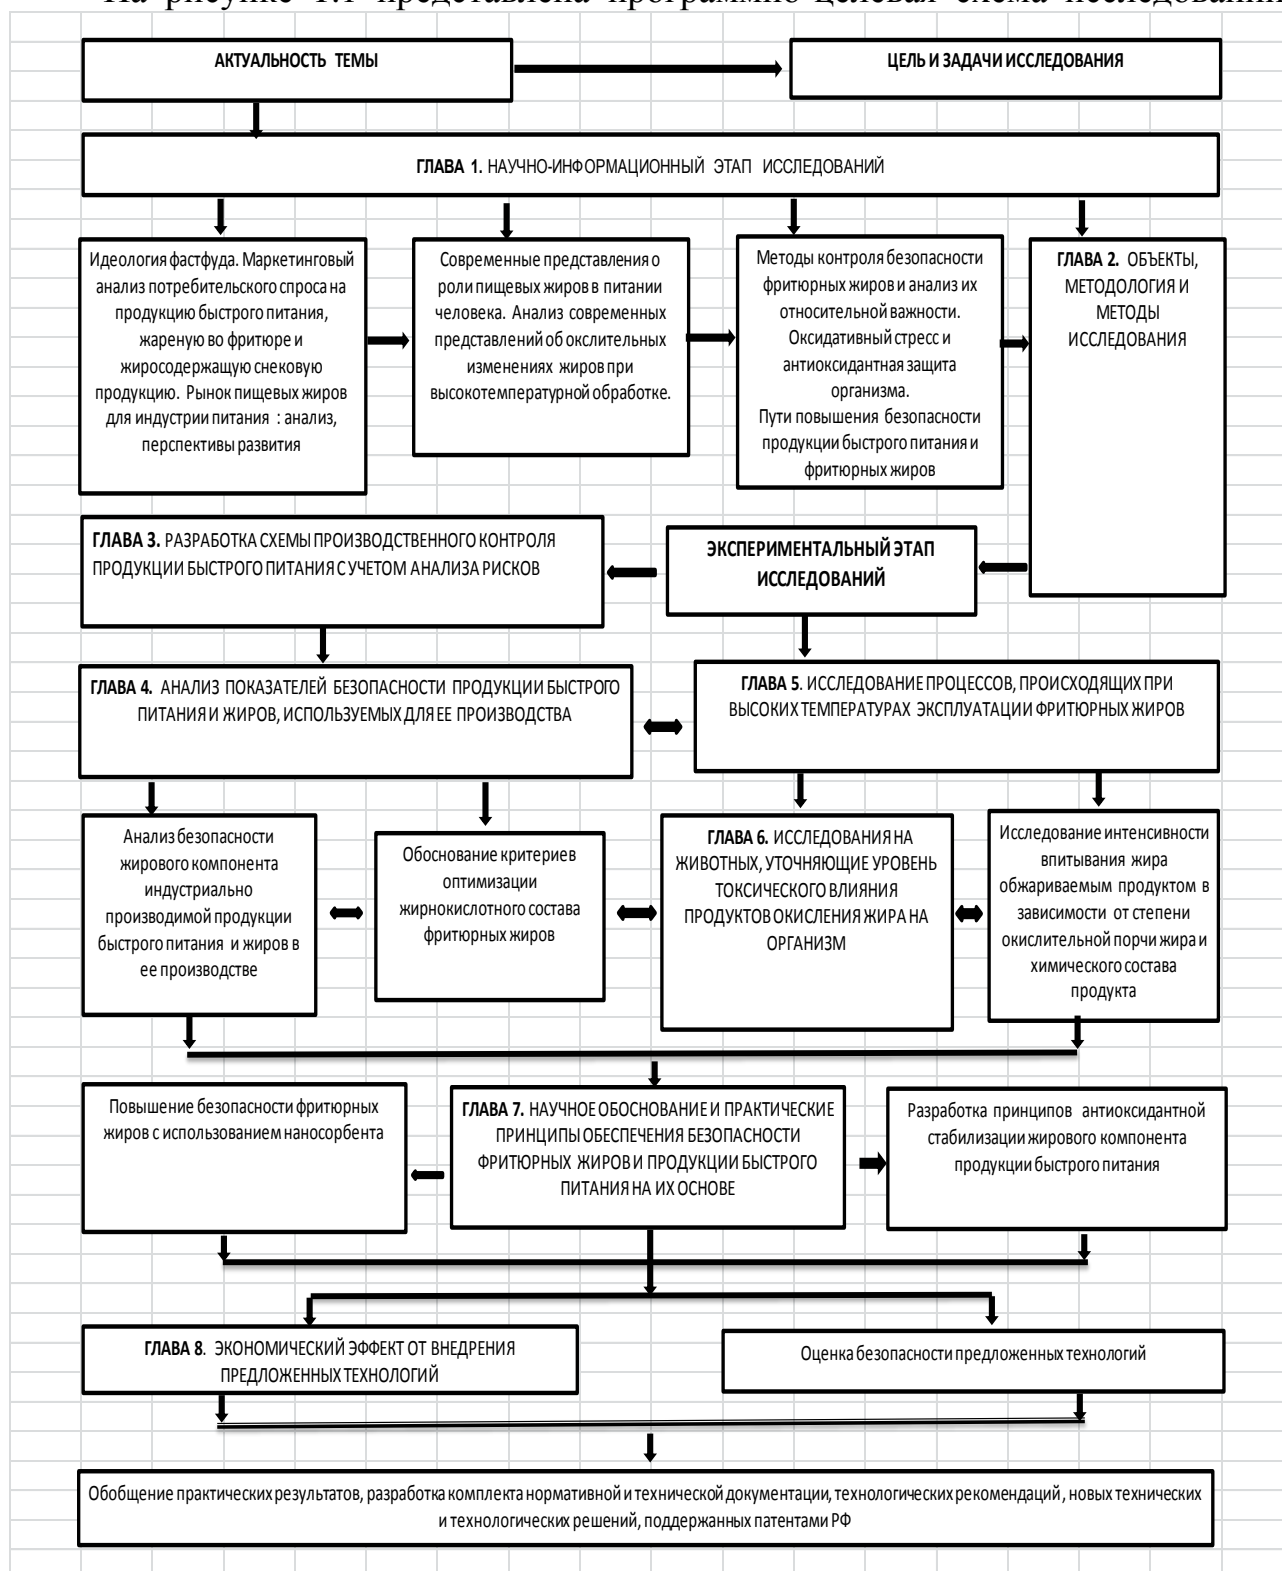 На рисунке 1.1 представлена программно-целевая схема исследований
АКТУАЛЬНОСТЬ ТЕМЫ
ЦЕЛЬ И ЗАДАЧИ ИССЛЕДОВАНИЯ
ГЛАВА 1. НАУЧНО-ИНФОРМАЦИОННЫЙ ЭТАП ИССЛЕДОВАНИЙ
Идеология фастфуда. Маркетинговый
анализ потребительского спроса на
продукцию быстрого питания,
жареную во фритюре и
жиросодержащую снековую
продукцию. Рынок пищевых жиров
для индустрии питания : анализ,
перспективы развития
Современные представления о
роли пищевых жиров в питании
человека. Анализ современных
представлений об окслительных
изменениях жиров при
высокотемпературной обработке.
Методы контроля безопасности
фритюрных жиров и анализ их
относительной важности.
Оксидативный стресс и
антиоксидантная защита
организма.
Пути повышения безопасности
продукции быстрого питания и
фритюрных жиров
ГЛАВА 2. ОБЪЕКТЫ,
МЕТОДОЛОГИЯ И
МЕТОДЫ
ИССЛЕДОВАНИЯ
ГЛАВА 3. РАЗРАБОТКА СХЕМЫ ПРОИЗВОДСТВЕННОГО КОНТРОЛЯ
ПРОДУКЦИИ БЫСТРОГО ПИТАНИЯ С УЧЕТОМ АНАЛИЗА РИСКОВ
ЭКСПЕРИМЕНТАЛЬНЫЙ ЭТАП
ИССЛЕДОВАНИЙ
ГЛАВА 4. АНАЛИЗ ПОКАЗАТЕЛЕЙ БЕЗОПАСНОСТИ ПРОДУКЦИИ БЫСТРОГО
ПИТАНИЯ И ЖИРОВ, ИСПОЛЬЗУЕМЫХ ДЛЯ ЕЕ ПРОИЗВОДСТВА
ГЛАВА 5. ИССЛЕДОВАНИЕ ПРОЦЕССОВ, ПРОИСХОДЯЩИХ ПРИ
ВЫСОКИХ ТЕМПЕРАТУРАХ ЭКСПЛУАТАЦИИ ФРИТЮРНЫХ ЖИРОВ
Анализ безопасности
жирового компонента
индустриально
производимой продукции
быстрого питания и жиров в
ее производстве
Обоснование критериев
оптимизации
жирнокислотного состава
фритюрных жиров
ГЛАВА 6. ИССЛЕДОВАНИЯ НА
ЖИВОТНЫХ, УТОЧНЯЮЩИЕ УРОВЕНЬ
ТОКСИЧЕСКОГО ВЛИЯНИЯ
ПРОДУКТОВ ОКИСЛЕНИЯ ЖИРА НА
ОРГАНИЗМ
Исследование интенсивности
впитывания жира
обжариваемым продуктом в
зависимости от степени
окислительной порчи жира и
химического состава
продукта
Повышение безопасности фритюрных
жиров с использованием наносорбента
ГЛАВА 7. НАУЧНОЕ ОБОСНОВАНИЕ И ПРАКТИЧЕСКИЕ
ПРИНЦИПЫ ОБЕСПЕЧЕНИЯ БЕЗОПАСНОСТИ
ФРИТЮРНЫХ ЖИРОВ И ПРОДУКЦИИ БЫСТРОГО
ПИТАНИЯ НА ИХ ОСНОВЕ
Разработка принципов антиоксидантной
стабилизации жирового компонента
продукции быстрого питания
ГЛАВА 8. ЭКОНОМИЧЕСКИЙ ЭФФЕКТ ОТ ВНЕДРЕНИЯ
ПРЕДЛОЖЕННЫХ ТЕХНОЛОГИЙ
Оценка безопасности предложенных технологий
Обобщение практических результатов, разработка комплекта нормативной и технической документации, технологических рекомендаций, новых технических
и технологических решений, поддержанных патентами РФ